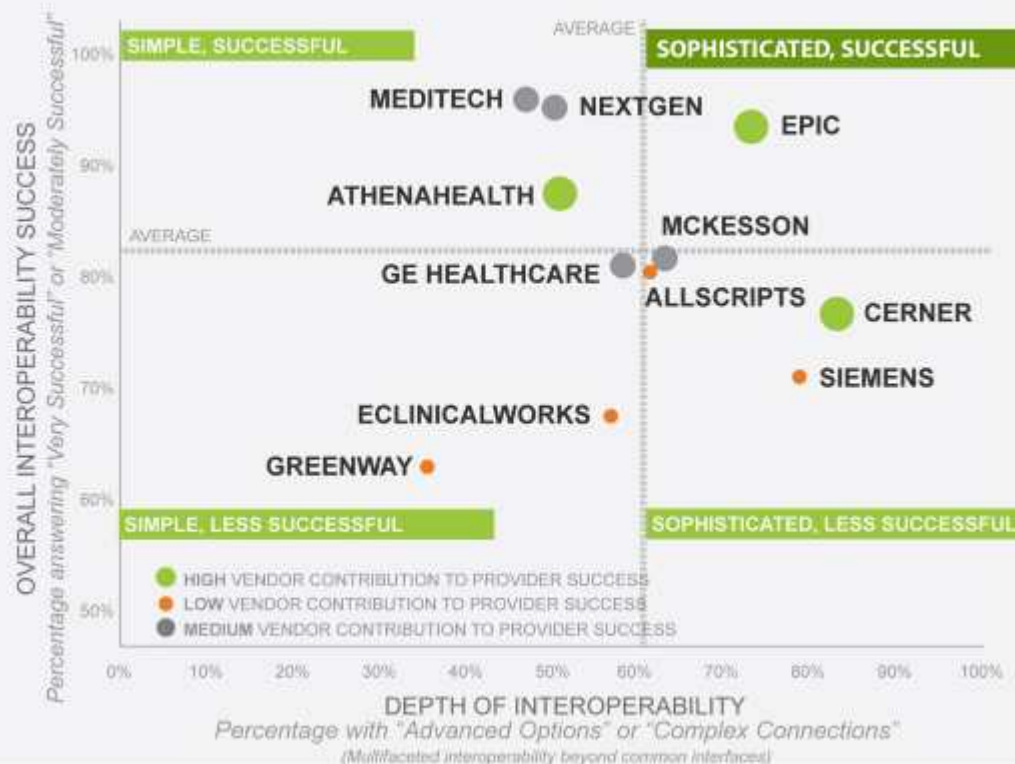 SIMPLE, SUCCESSFUL
AVERAGE
SOPHISTICATED, SUCCESSFUL
100%
MEDITECH
NEXTGEN
EPIC
90%
ATHENAHEALTH
MCKESSON
AVERAGE
80%
GE HEALTHCARE
ALLSCRIPTS
CERNER
70%
SIEMENS
ECLINICALWORKS
GREENWAY
60%
SIMPLE, LESS SUCCESSFUL
SOPHISTICATED, LESS SUCCESSFUL
HIGH VENDOR CONTRIBUTION TO PROVIDER SUCCESS
LOW VENDOR CONTRIBUTION TO PROVIDER SUCCESS
MEDIUM VENDOR CONTRIBUTION TO PROVIDER SUCCESS
50%
OVERALL INTEROPERABILITY SUCCESS
Percentage answering "Very Successful" or "Moderately Successful"
0% 10% 20% 30% 40% 50% 60% 70% 80% 90% 100%
DEPTH OF INTEROPERABILITY
Percentage with "Advanced Options" or "Complex Connections"
(Multifaceted interoperability beyond common interfaces)